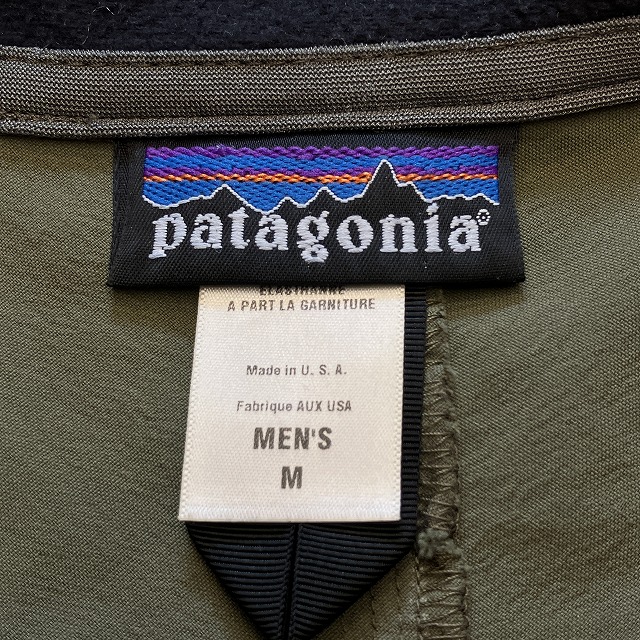 patagonia®
ELASTHANNE
A PART LA GARNITURE
Made in U. S. A.
Fabrique AUX USA
MEN'S
M